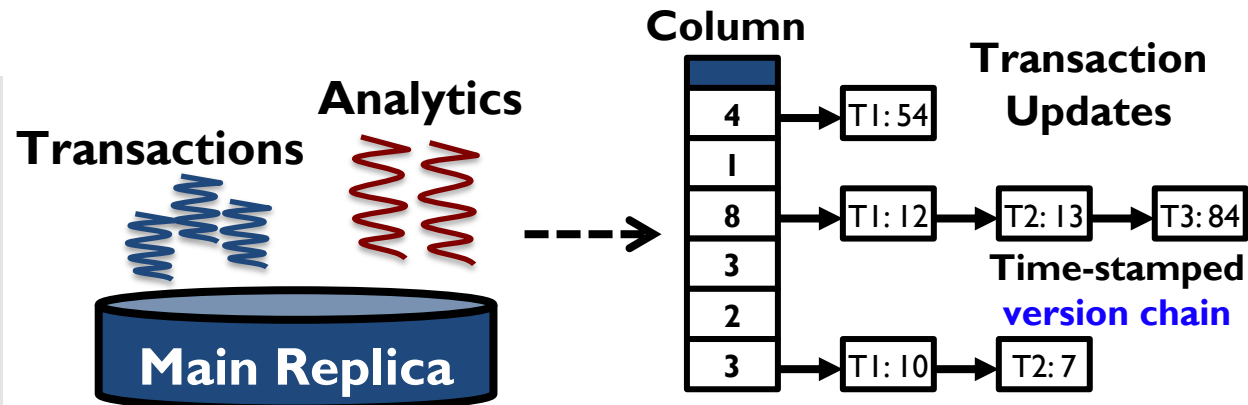 Transactions
Analytics
Main Replica
Column
Transaction
Updates
4
T1: 54
1
8
T1: 12
T2: 13
T3: 84
3
Time-stamped
version chain
2
3
T1: 10
T2: 7